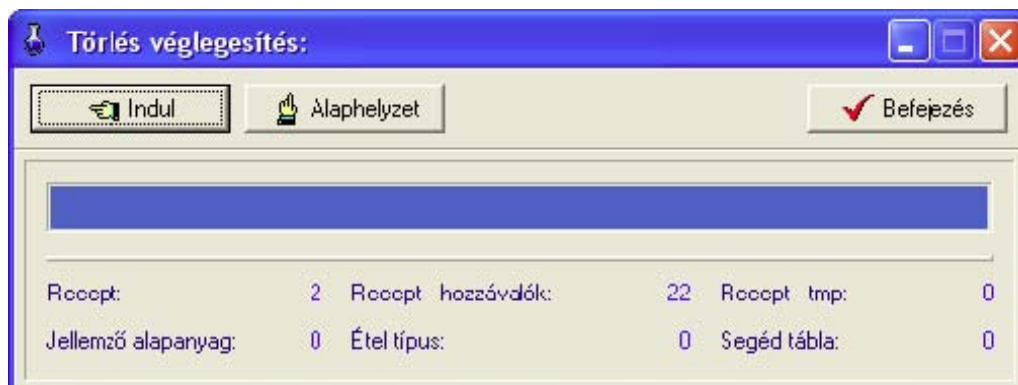 Törlés véglegesítés:
Indul Alaphelyzet Befejezés
Recept: 2 Recept hozzávalók: 22 Recept tmp: 0
Jellemző alapanyag: 0 Étel típus: 0 Segéd tábla: 0